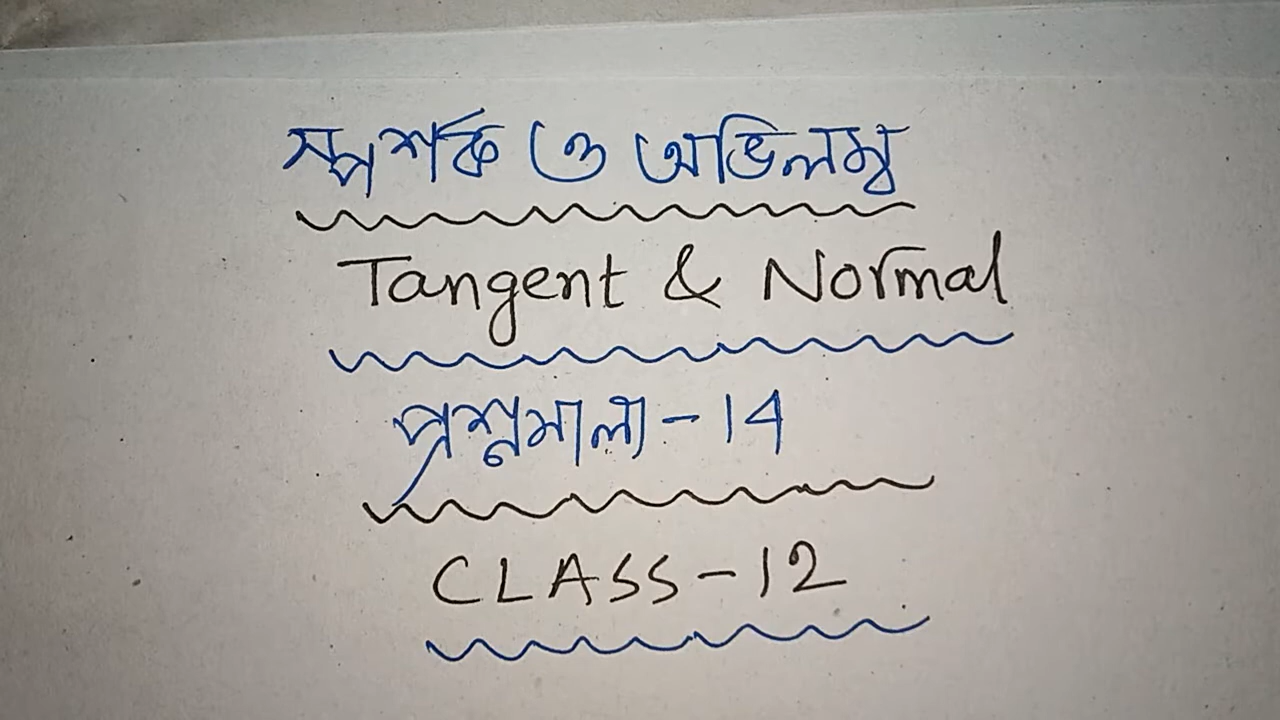 স্পর্শক ও অভিলম্ব
Tangent & Normal
প্রশ্নমালা-14
CLASS-12